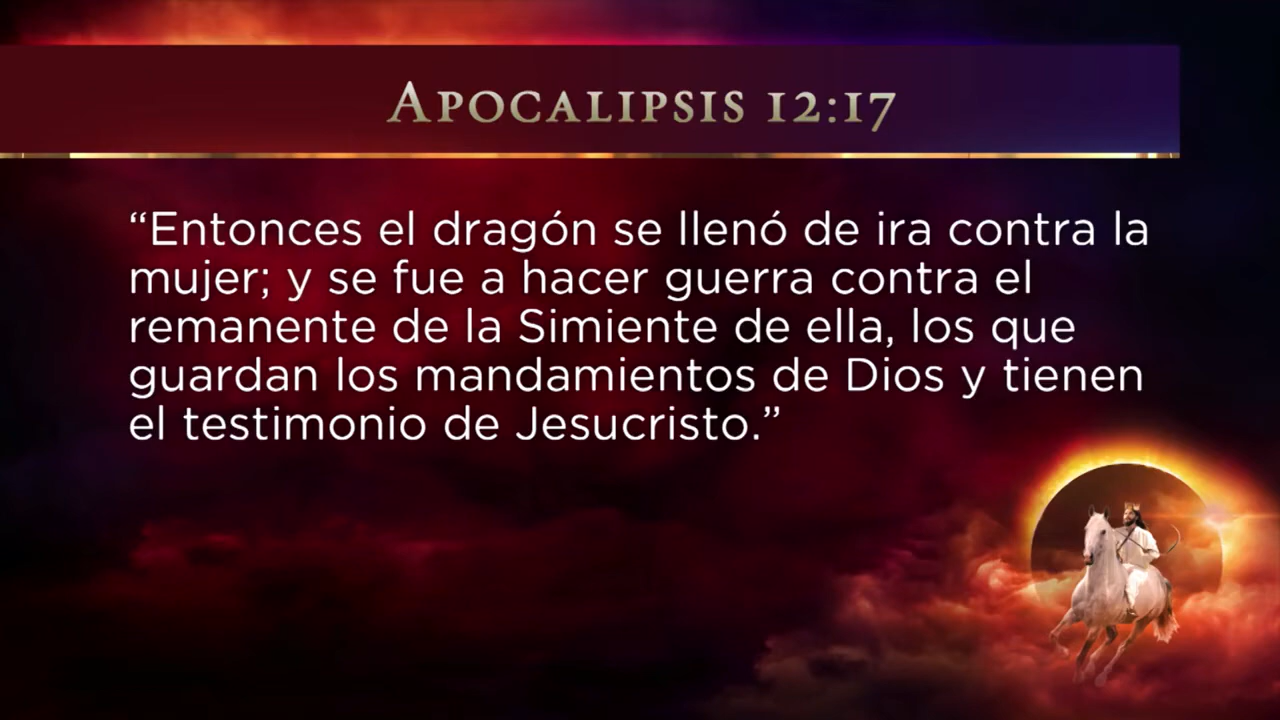 Apocalipsis 12:17
“Entonces el dragón se llenó de ira contra la
mujer; y se fue a hacer guerra contra el
remanente de la Simiente de ella, los que
guardan los mandamientos de Dios y tienen
el testimonio de Jesucristo.”